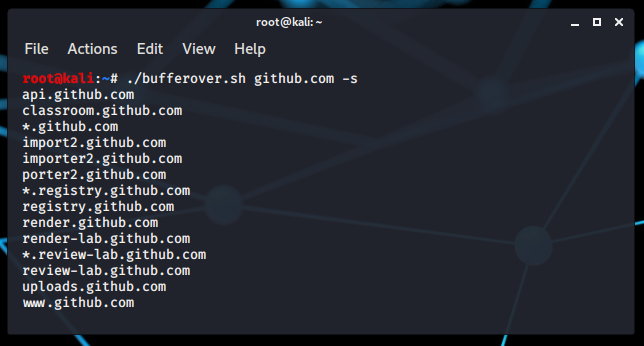 root@kali: ~
File Actions Edit View Help
root@kali:~# ./bufferover.sh github.com -s
api.github.com
classroom.github.com
*.github.com
import2.github.com
importer2.github.com
porter2.github.com
*.registry.github.com
registry.github.com
render.github.com
render-lab.github.com
*.review-lab.github.com
review-lab.github.com
uploads.github.com
www.github.com